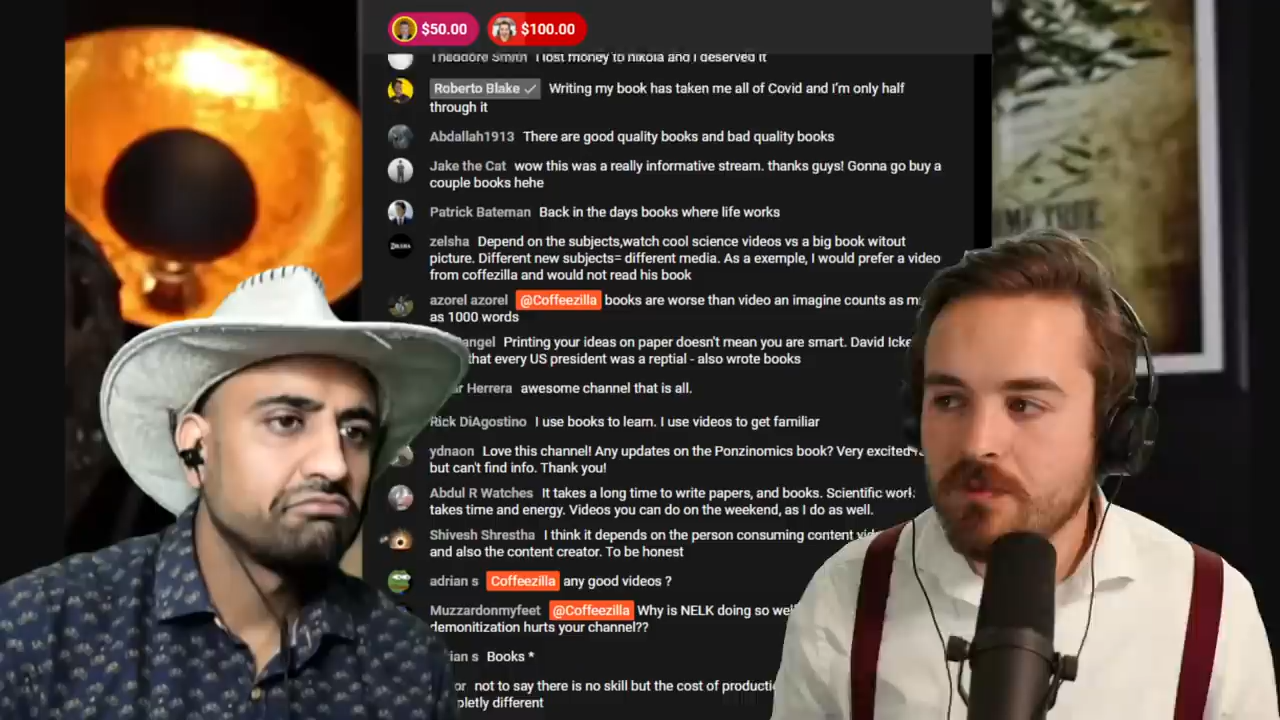 $50.00 $100.00
Theodore Smith I lost money to nikola and i deserved it
Roberto Blake Writing my book has taken me all of Covid and I'm only half
through it
Abdallah1913 There are good quality books and bad quality books
Jake the Cat wow this was a really informative stream. thanks guys! Gonna go buy a
couple books hehe
Patrick Bateman Back in the days books where life works
zelsha Depend on the subjects,watch cool science videos vs a big book witout
picture. Different new subjects= different media. As a exemple, I would prefer a video
from coffezilla and would not read his book
azorel azorel @Coffeezilla books are worse than video an imagine counts as
as 1000 words
angel Printing your ideas on paper doesn't mean you are smart. David Icke
that every US president was a reptial - also wrote books
Herrera awesome channel that is all.
Rick DiAgostino I use books to learn. I use videos to get familiar
ydnaon Love this channel! Any updates on the Ponzinomics book? Very excited
but can't find info. Thank you!
Abdul R Watches It takes a long time to write papers, and books. Scientific work
takes time and energy. Videos you can do on the weekend, as I do as well.
Shivesh Shrestha I think it depends on the person consuming content
and also the content creator. To be honest
adrian s Coffeezilla any good videos ?
Muzzardonmyfeet @Coffeezilla Why is NELK doing so
demonitization hurts your channel??
ian s Books *
or not to say there is no skill but the cost of
pletly different
TRUE